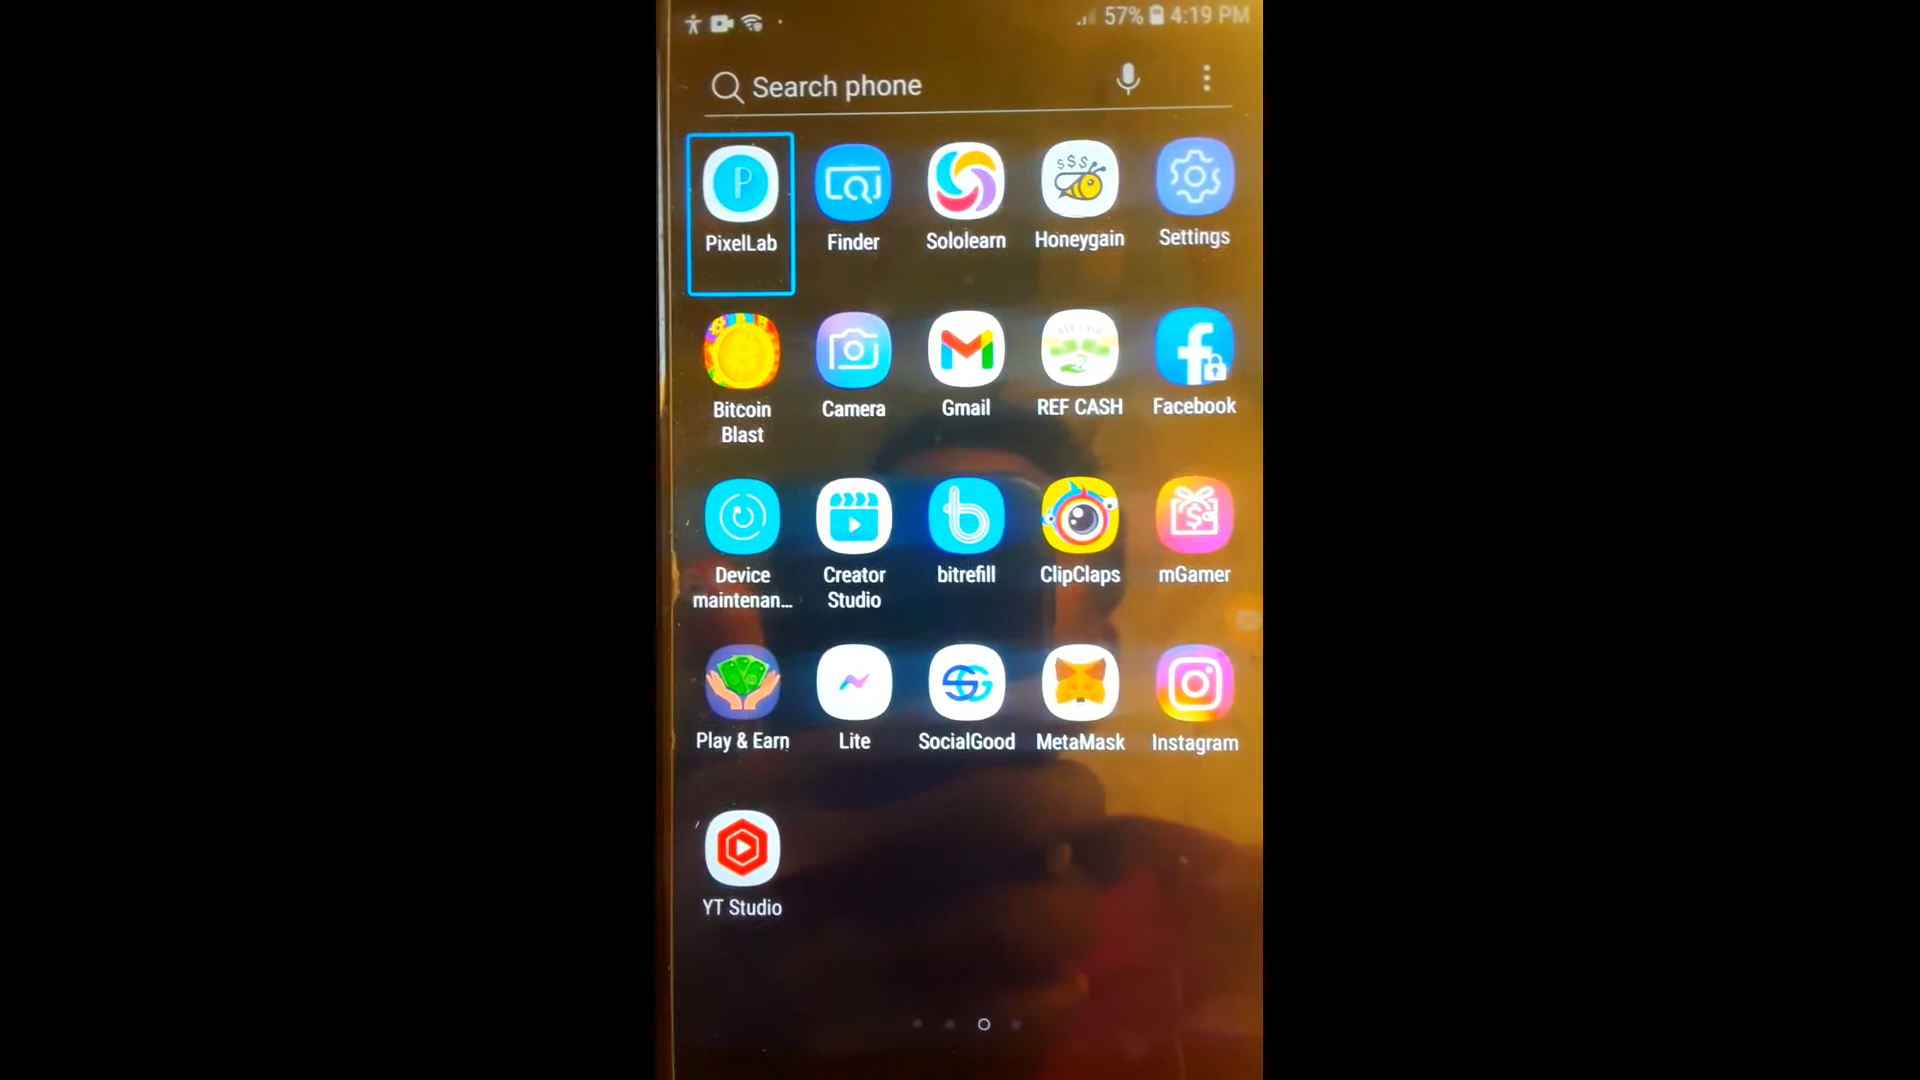 57% 4:19 PM
Search phone
PixelLab Finder Sololearn Honeygain Settings
Bitcoin Blast Camera Gmail REF CASH Facebook
Device maintenan... Creator Studio bitrefill ClipClaps mGamer
Play & Earn Lite SocialGood MetaMask Instagram
YT Studio